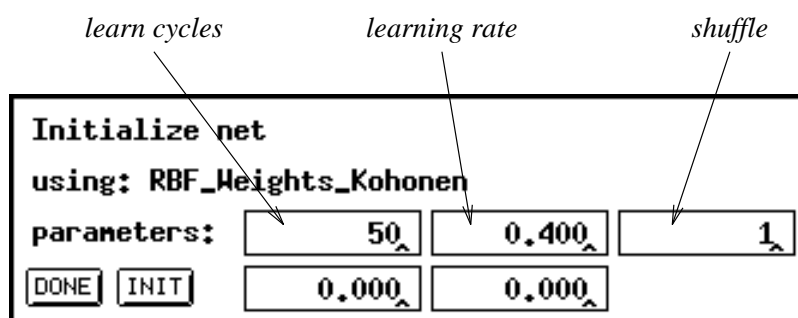 learn cycles learning rate shuffle
Initialize net
using: RBF_Weights_Kohonen
parameters: 50 0.400 1
DONE INIT 0.000 0.000